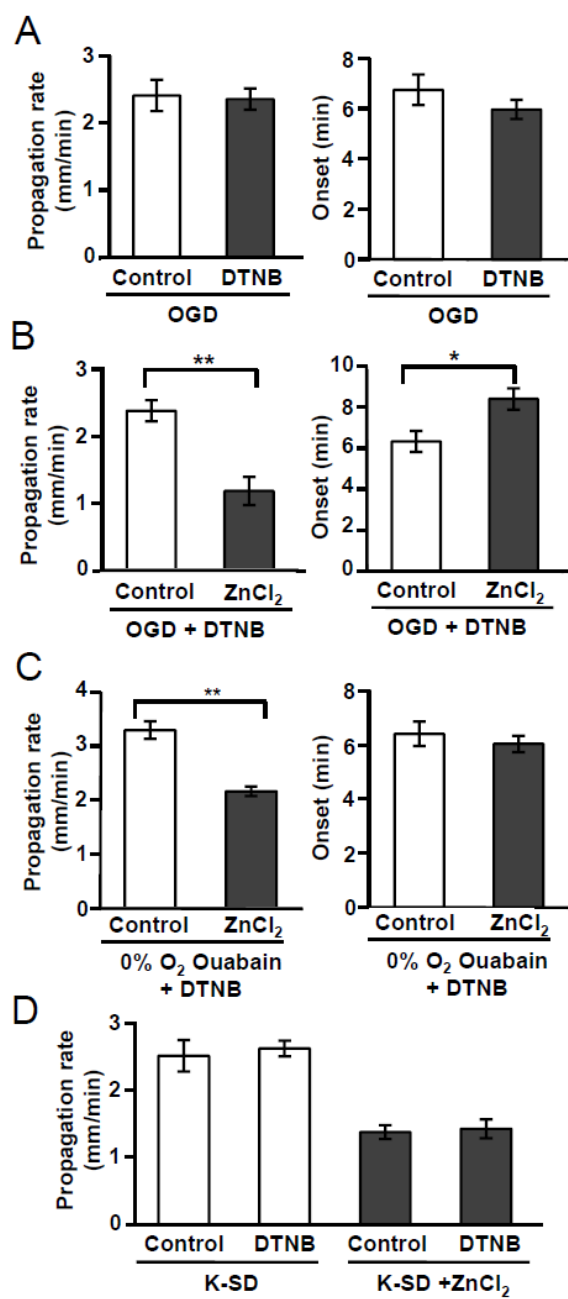 A
Propagation rate
(mm/min)
3
2
1
0
Control DTNB
OGD
Onset (min)
8
6
4
2
0
Control DTNB
OGD
B
Propagation rate
(mm/min)
3
2
1
0
**
Control ZnCl₂
OGD + DTNB
Onset (min)
10
8
6
4
2
0
*
Control ZnCl₂
OGD + DTNB
C
Propagation rate
(mm/min)
4
3
2
1
0
**
Control ZnCl₂
0% O₂ Ouabain
+ DTNB
Onset (min)
8
6
4
2
0
Control ZnCl₂
0% O₂ Ouabain
+ DTNB
D
Propagation rate
(mm/min)
3
2
1
0
Control DTNB Control DTNB
K-SD K-SD +ZnCl₂